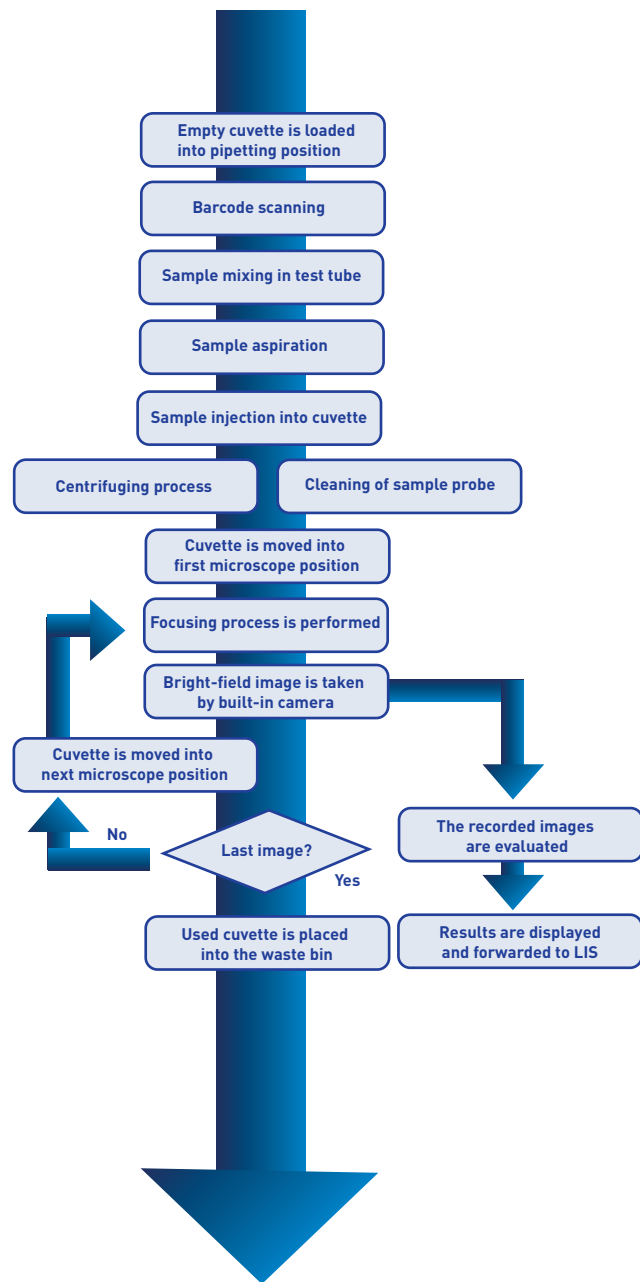 Empty cuvette is loaded
into pipetting position
Barcode scanning
Sample mixing in test tube
Sample aspiration
Sample injection into cuvette
Centrifuging process
Cleaning of sample probe
Cuvette is moved into
first microscope position
Focusing process is performed
Bright-field image is taken
by built-in camera
Cuvette is moved into
next microscope position
No
Last image?
Yes
The recorded images
are evaluated
Used cuvette is placed
into the waste bin
Results are displayed
and forwarded to LIS